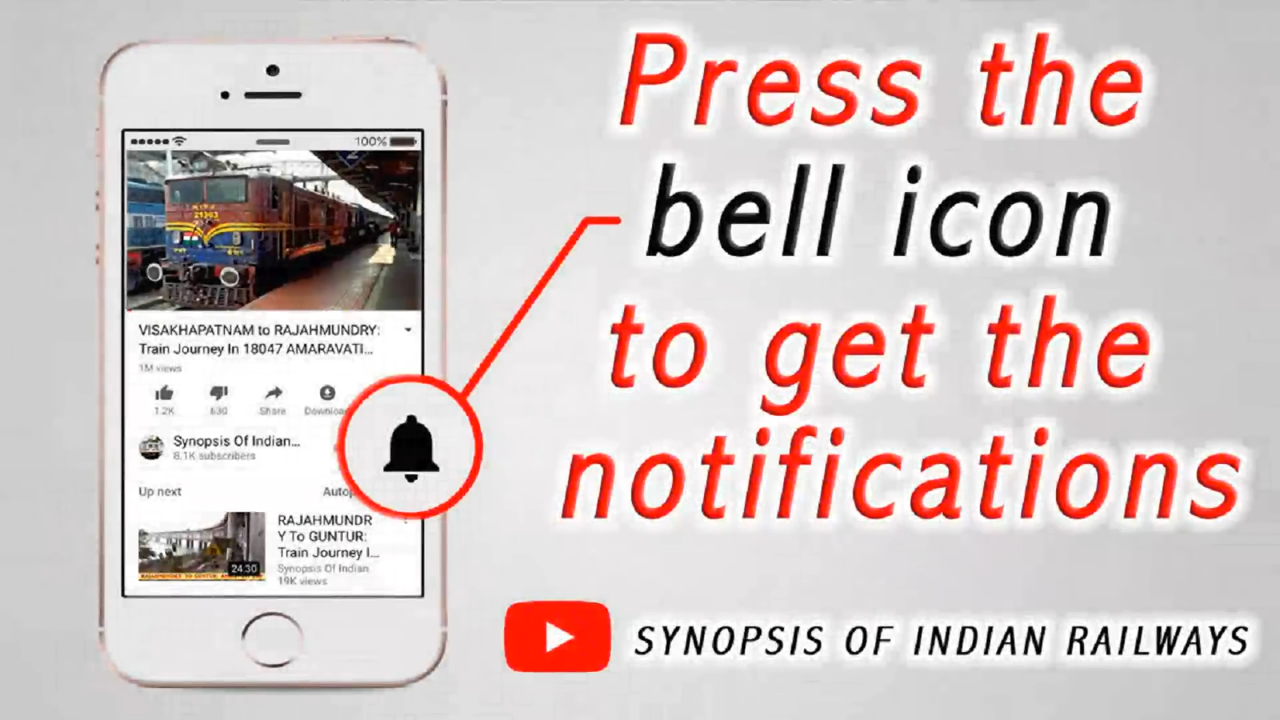 Press the
bell icon
to get the
notifications
SYNOPSIS OF INDIAN RAILWAYS
100%
21363
VISAKHAPATNAM to RAJAHMUNDRY:
Train Journey In 18047 AMARAVATI...
1M views
1.2K 630 Share
Synopsis Of Indian...
8.1K subscribers
Up next
RAJAHMUNDR
Y To GUNTUR:
Train Journey I...
Synopsis Of Indian
19K views
24:30